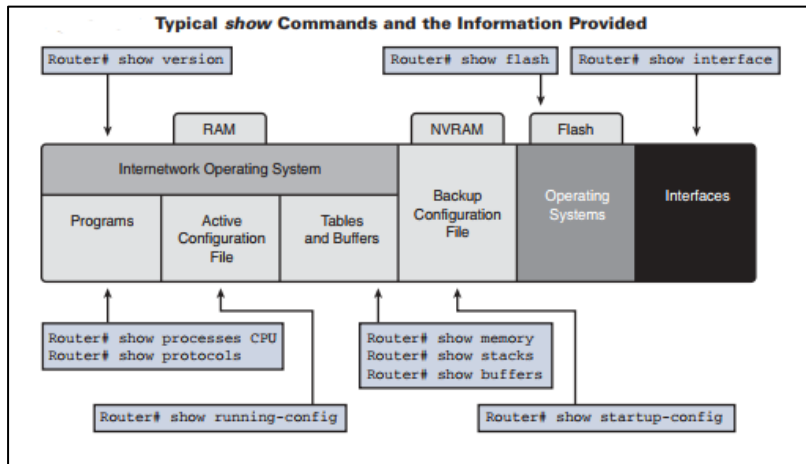 Typical show Commands and the Information Provided
Router# show version
Router# show flash
Router# show interface
RAM
NVRAM
Flash
Internetwork Operating System
Programs
Active
Configuration
File
Tables
and Buffers
Backup
Configuration
File
Operating
Systems
Interfaces
Router# show processes CPU
Router# show protocols
Router# show memory
Router# show stacks
Router# show buffers
Router# show running-config
Router# show startup-config